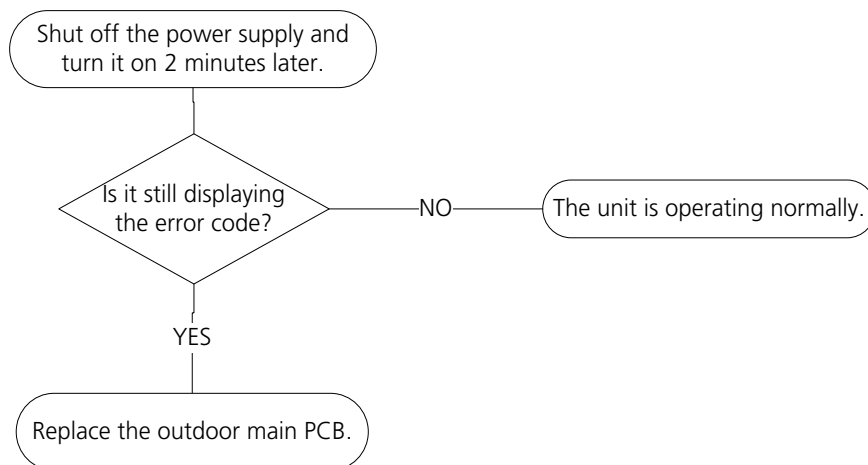 Shut off the power supply and
turn it on 2 minutes later.
Is it still displaying
the error code?
NO
The unit is operating normally.
YES
Replace the outdoor main PCB.